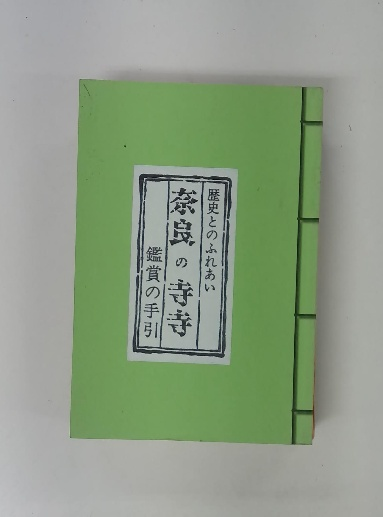 歴史とのふれあい
奈良の寺寺
鑑賞の手引